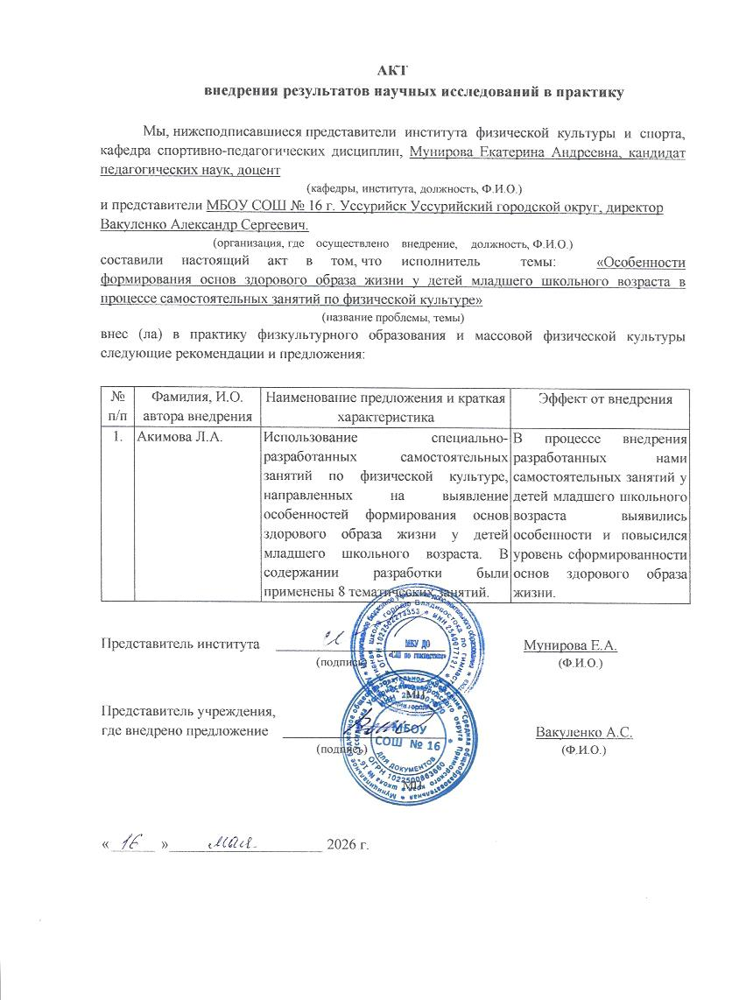 АКТ
внедрения результатов научных исследований в практику
Мы, нижеподписавшиеся представители института физической культуры и спорта,
кафедра спортивно-педагогических дисциплин, Мунирова Екатерина Андреевна, кандидат
педагогических наук, доцент
(кафедры, института, должность, Ф.И.О.)
и представители МБОУ СОШ № 16 г. Уссурийск Уссурийский городской округ, директор
Вакуленко Александр Сергеевич.
(организация, где осуществлено внедрение, должность, Ф.И.О.)
составили настоящий акт в том, что исполнитель темы: «Особенности
формирования основ здорового образа жизни у детей младшего школьного возраста в
процессе самостоятельных занятий по физической культуре»
(название проблемы, темы)
внес (ла) в практику физкультурного образования и массовой физической культуры
следующие рекомендации и предложения:
№ п/п
Фамилия, И.О.
автора внедрения
Наименование предложения и краткая
характеристика
Эффект от внедрения
1.
Акимова Л.А.
Использование специально-
разработанных самостоятельных
занятий по физической культуре,
направленных на выявление
особенностей формирования основ
здорового образа жизни у детей
младшего школьного возраста. В
содержании разработки были
применены 8 тематических занятий.
В процессе внедрения
разработанных нами
самостоятельных занятий у
детей младшего школьного
возраста выявились
особенности и повысился
уровень сформированности
основ здорового образа
жизни.
Представитель института
Мунирова Е.А.
(подпись)
(Ф.И.О.)
МБУ ДО
МП
Представитель учреждения,
где внедрено предложение
Вакуленко А.С.
(подпись)
(Ф.И.О.)
МБОУ
СОШ № 16
ДЛЯ ДОКУМЕНТОВ
ОГРН 1022500863660
МП
« 16 » мая 2026 г.